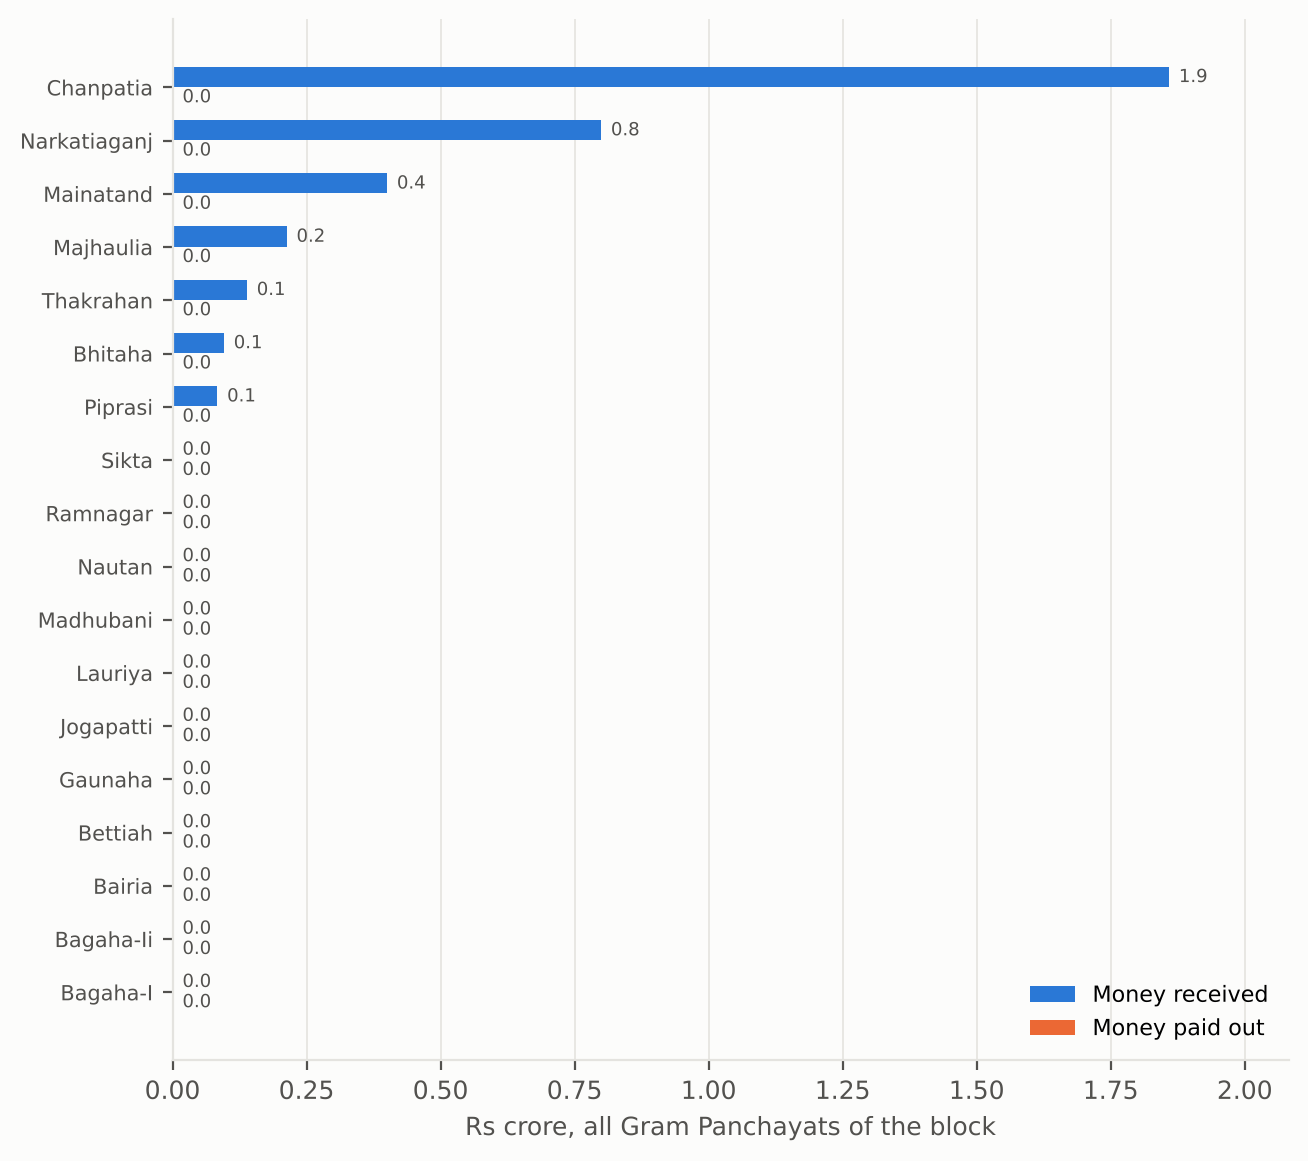 Chanpatia 1.9
0.0
Narkatiaganj 0.8
0.0
Mainatand 0.4
0.0
Majhaulia 0.2
0.0
Thakrahan 0.1
0.0
Bhitaha 0.1
0.0
Piprasi 0.1
0.0
Sikta 0.0
0.0
Ramnagar 0.0
0.0
Nautan 0.0
0.0
Madhubani 0.0
0.0
Lauriya 0.0
0.0
Jogapatti 0.0
0.0
Gaunaha 0.0
0.0
Bettiah 0.0
0.0
Bairia 0.0
0.0
Bagaha-Ii 0.0
0.0
Bagaha-I 0.0
0.0
Money received
Money paid out
0.00 0.25 0.50 0.75 1.00 1.25 1.50 1.75 2.00
Rs crore, all Gram Panchayats of the block